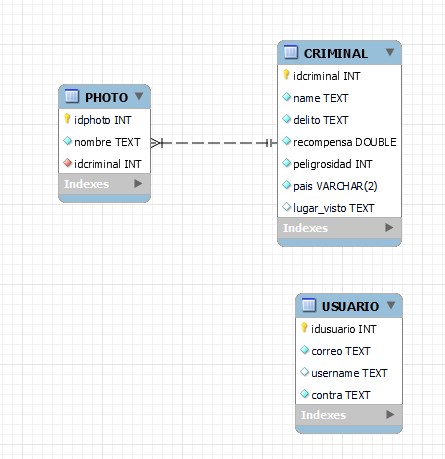 PHOTO
idphoto INT
nombre TEXT
idcriminal INT
Indexes
CRIMINAL
idcriminal INT
name TEXT
delito TEXT
recompensa DOUBLE
peligrosidad INT
pais VARCHAR(2)
lugar_visto TEXT
Indexes
USUARIO
idusuario INT
correo TEXT
username TEXT
contra TEXT
Indexes